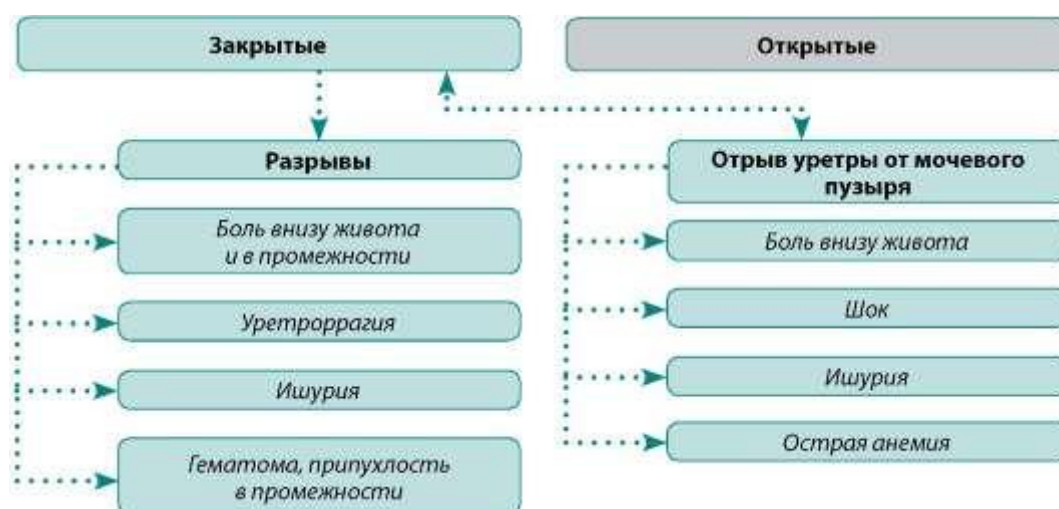 Закрытые
Открытые
Разрывы
Боль внизу живота
и в промежности
Уретроррагия
Ишурия
Гематома, припухлость
в промежности
Отрыв уретры от мочевого
пузыря
Боль внизу живота
Шок
Ишурия
Острая анемия